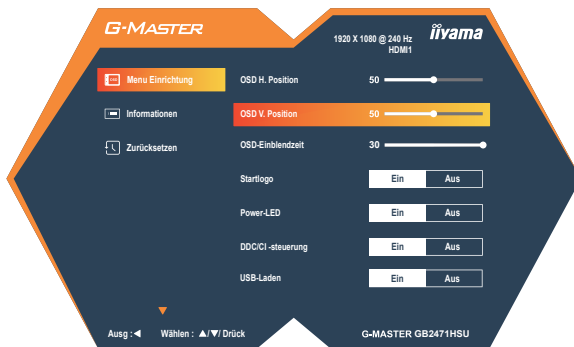 G-MASTER
iiyama
1920 X 1080 @ 240 Hz
HDMI1
OSD Menu Einrichtung
Informationen
Zurücksetzen
OSD H. Position 50
OSD V. Position 50
OSD-Einblendzeit 30
Startlogo Ein Aus
Power-LED Ein Aus
DDC/CI -steuerung Ein Aus
USB-Laden Ein Aus
Ausg :◀ Wählen : ▲/▼/ Drück
G-MASTER GB2471HSU